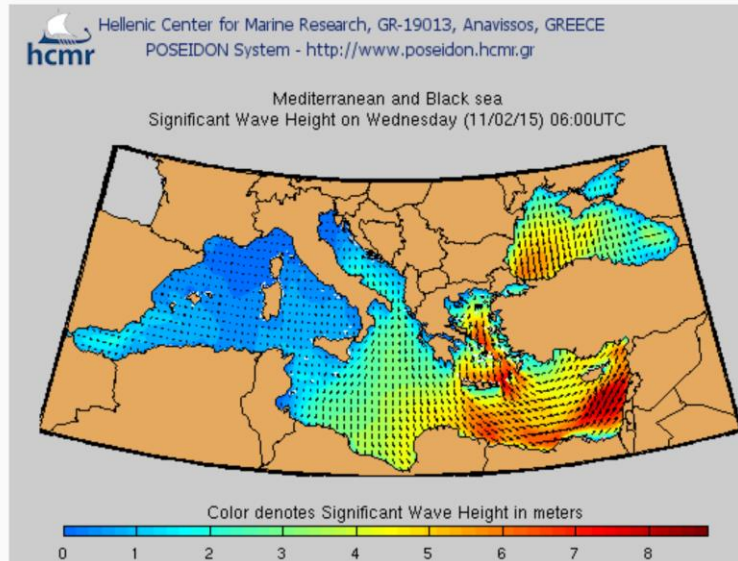 Hellenic Center for Marine Research, GR-19013, Anavissos, GREECE
hcmr
POSEIDON System - http://www.poseidon.hcmr.gr
Mediterranean and Black sea
Significant Wave Height on Wednesday (11/02/15) 06:00UTC
Color denotes Significant Wave Height in meters
0 1 2 3 4 5 6 7 8